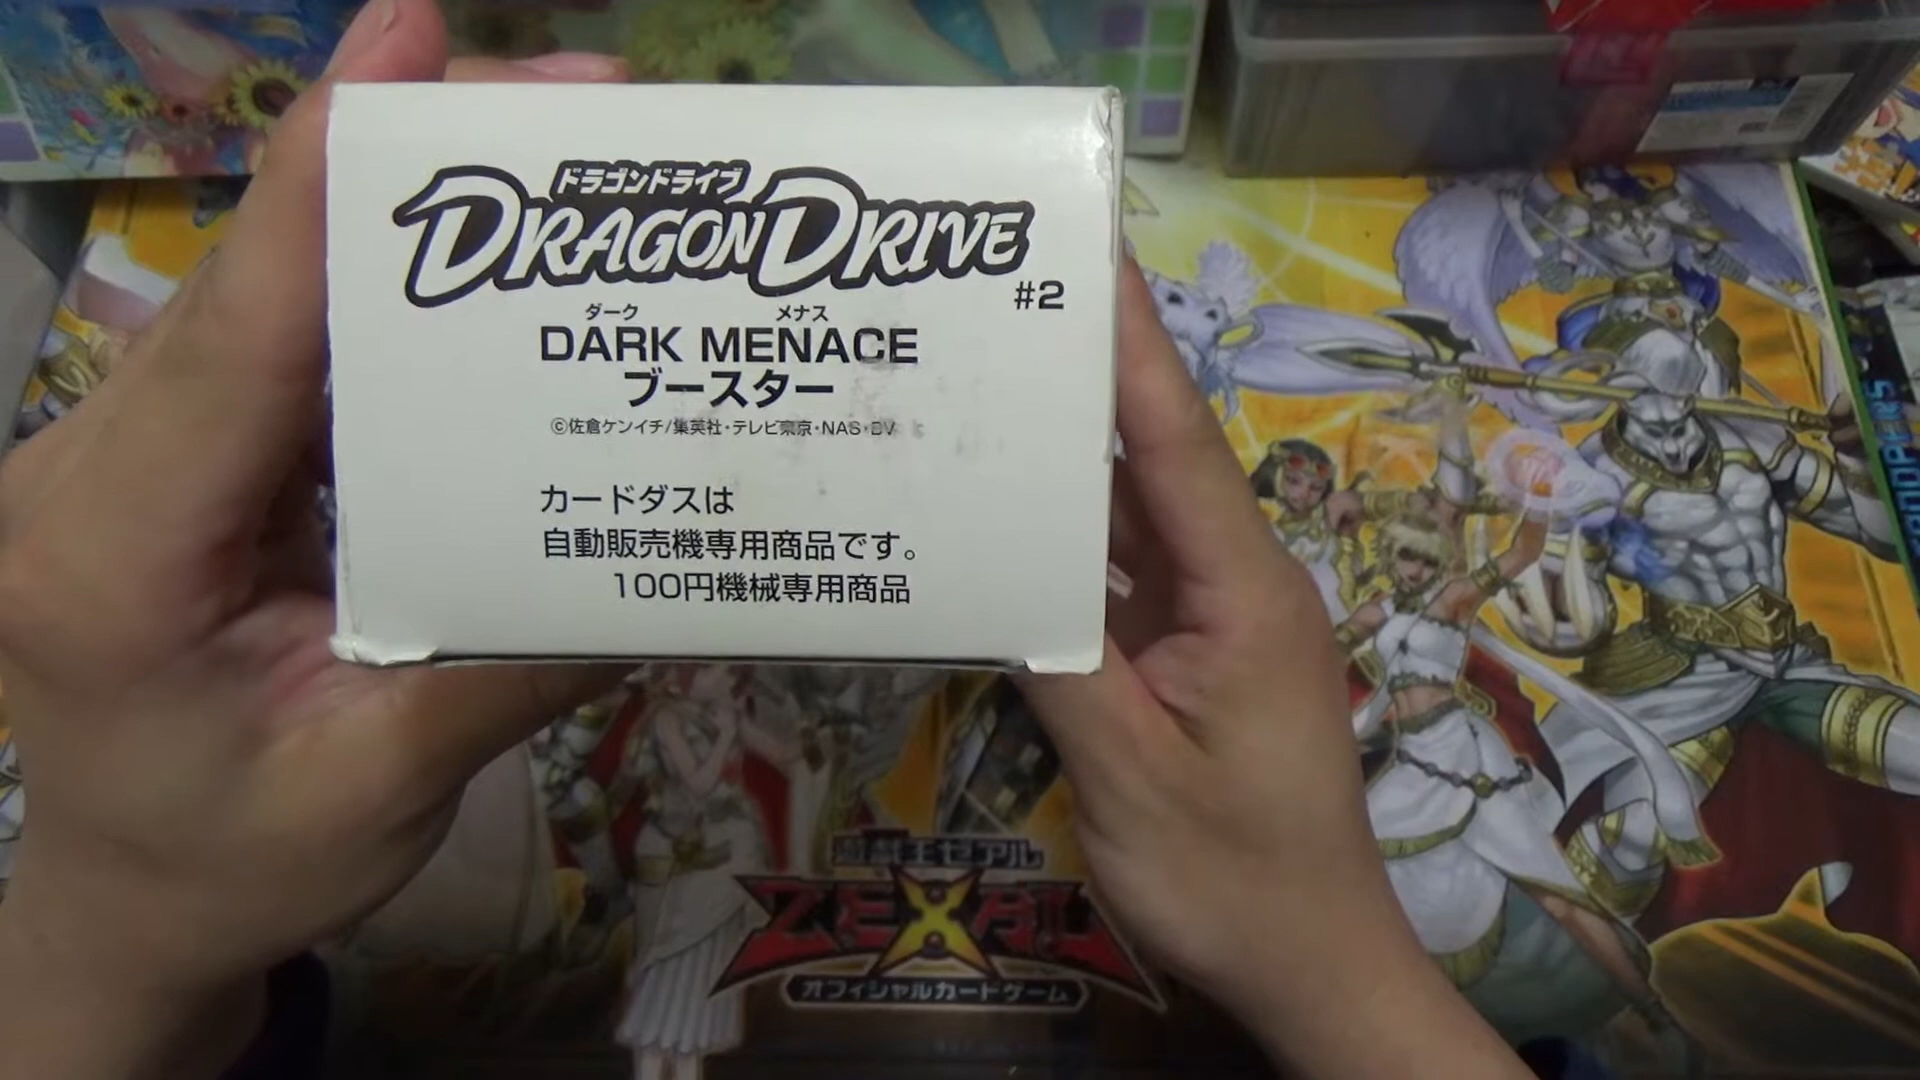 ドラゴンドライブ
DRAGON DRIVE
#2
ダーク メナス
DARK MENACE
ブースター
©佐倉ケンイチ/集英社・テレビ東京・NAS・BV
カードダスは
自動販売機専用商品です。
100円機械専用商品
遊戯王ゼアル
ZEXAL
オフィシャルカードゲーム